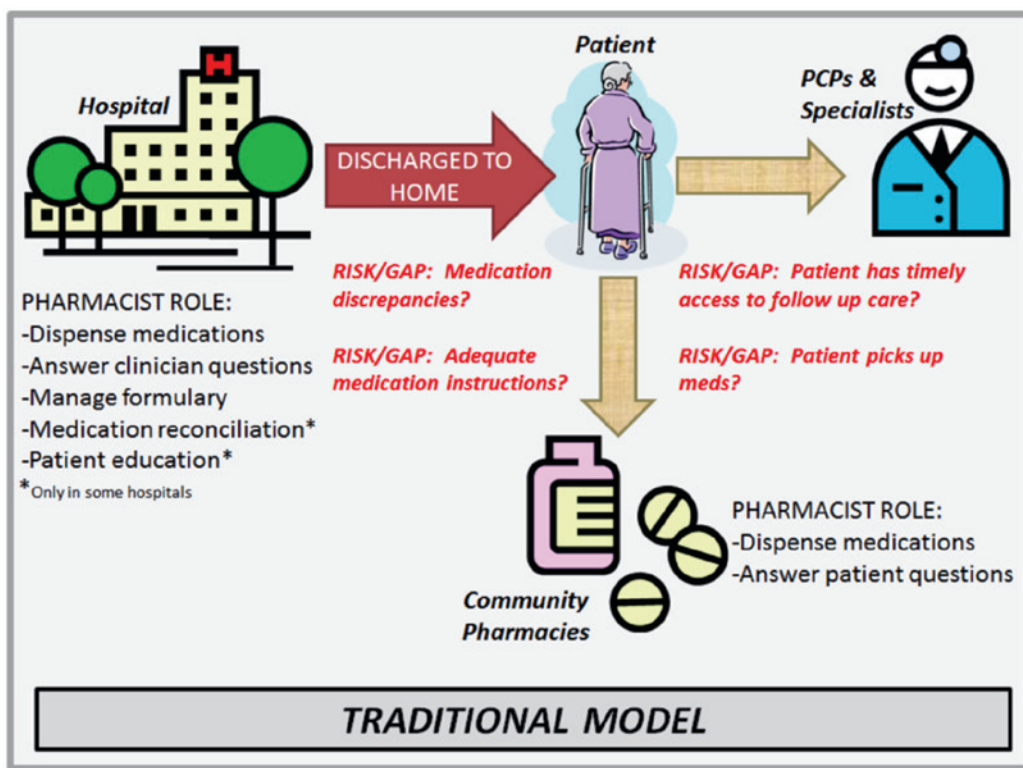 H
Hospital
Patient
PCPs &
Specialists
DISCHARGED TO
HOME
RISK/GAP: Medication
discrepancies?
RISK/GAP: Adequate
medication instructions?
RISK/GAP: Patient has timely
access to follow up care?
RISK/GAP: Patient picks up
meds?
PHARMACIST ROLE:
-Dispense medications
-Answer clinician questions
-Manage formulary
-Medication reconciliation*
-Patient education*
*Only in some hospitals
Community
Pharmacies
PHARMACIST ROLE:
-Dispense medications
-Answer patient questions
TRADITIONAL MODEL